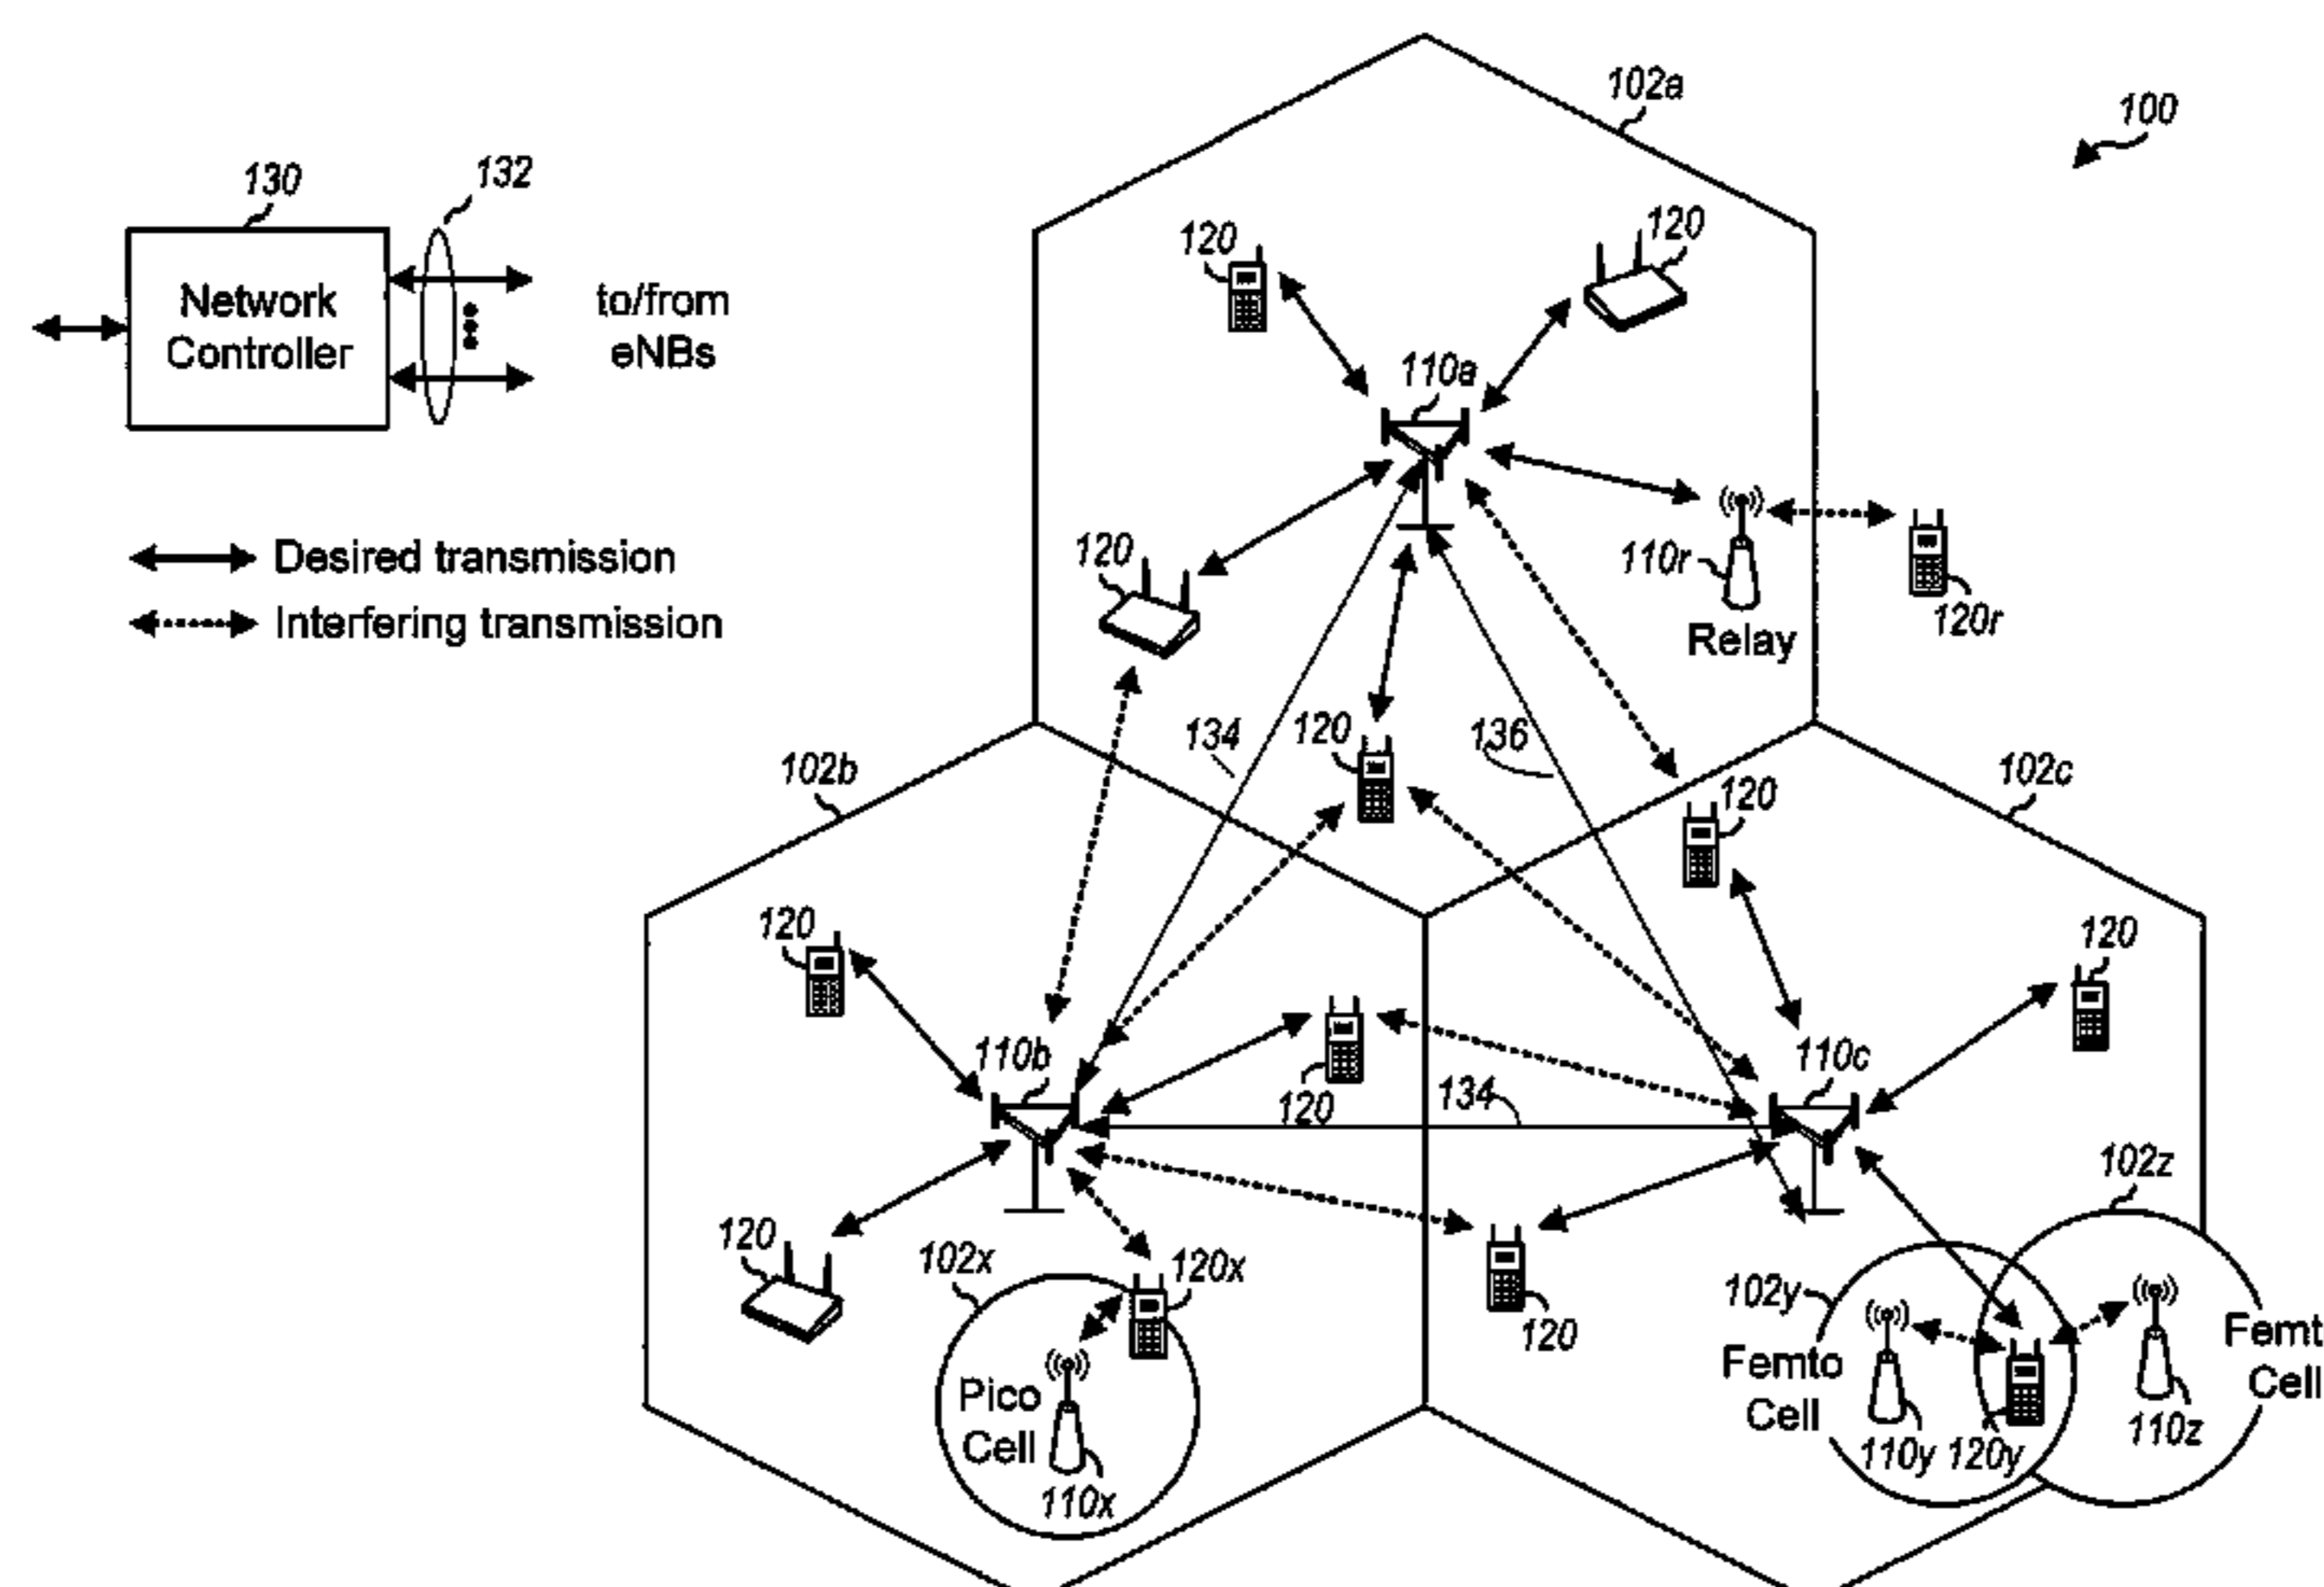 102a
100
130
132
120
120
Network
Controller
to/from
eNBs
110a
Desired transmission
Interfering transmission
120
110r
Relay
120r
134
120
136
102b
102c
120
120
120
110b
120
134
110c
102z
120
102x
120x
102y
120
Pico
Cell
110x
Femto
Cell
110y
120y
110z
Femt
Cell